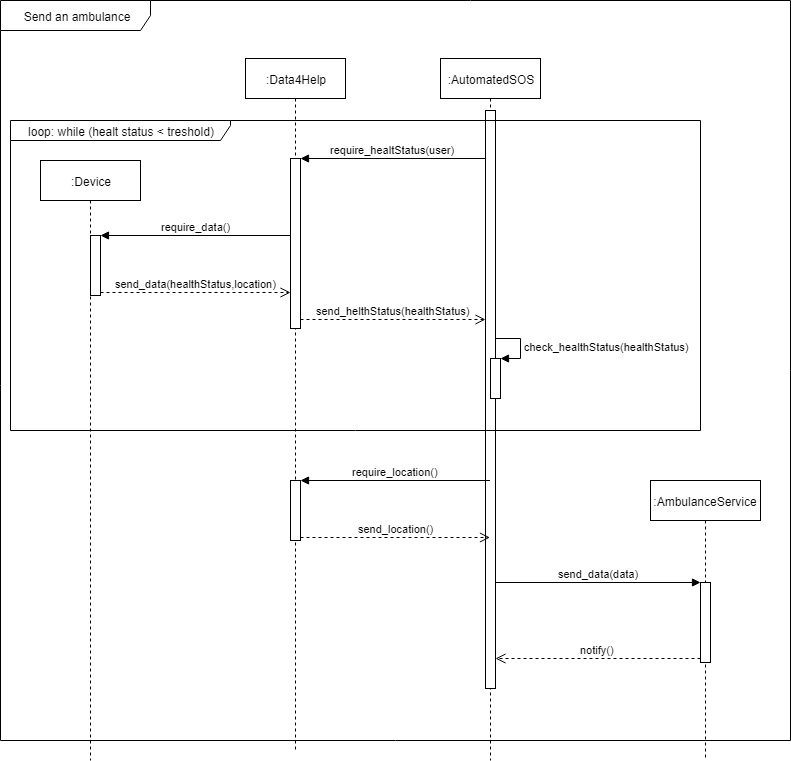 Send an ambulance
:Data4Help
:AutomatedSOS
loop: while (healt status < treshold)
require_healtStatus(user)
:Device
require_data()
send_data(healthStatus,location)
send_helthStatus(healthStatus)
check_healthStatus(healthStatus)
require_location()
:AmbulanceService
send_location()
send_data(data)
notify()